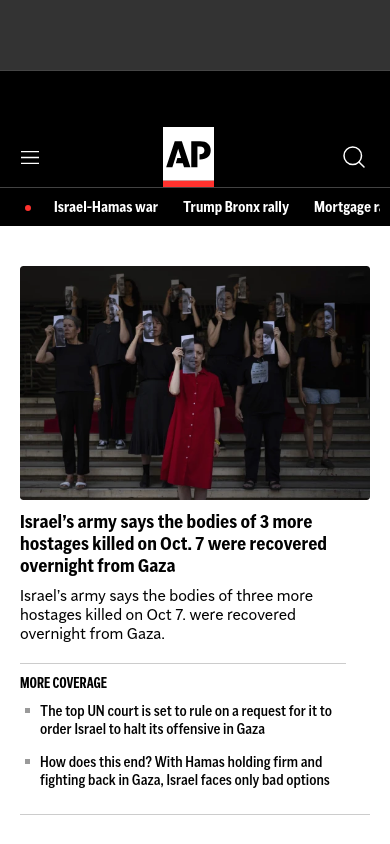 AP
Israel-Hamas war Trump Bronx rally Mortgage
Israel’s army says the bodies of 3 more
hostages killed on Oct. 7 were recovered
overnight from Gaza
Israel’s army says the bodies of three more
hostages killed on Oct 7. were recovered
overnight from Gaza.
MORE COVERAGE
The top UN court is set to rule on a request for it to
order Israel to halt its offensive in Gaza
How does this end? With Hamas holding firm and
fighting back in Gaza, Israel faces only bad options